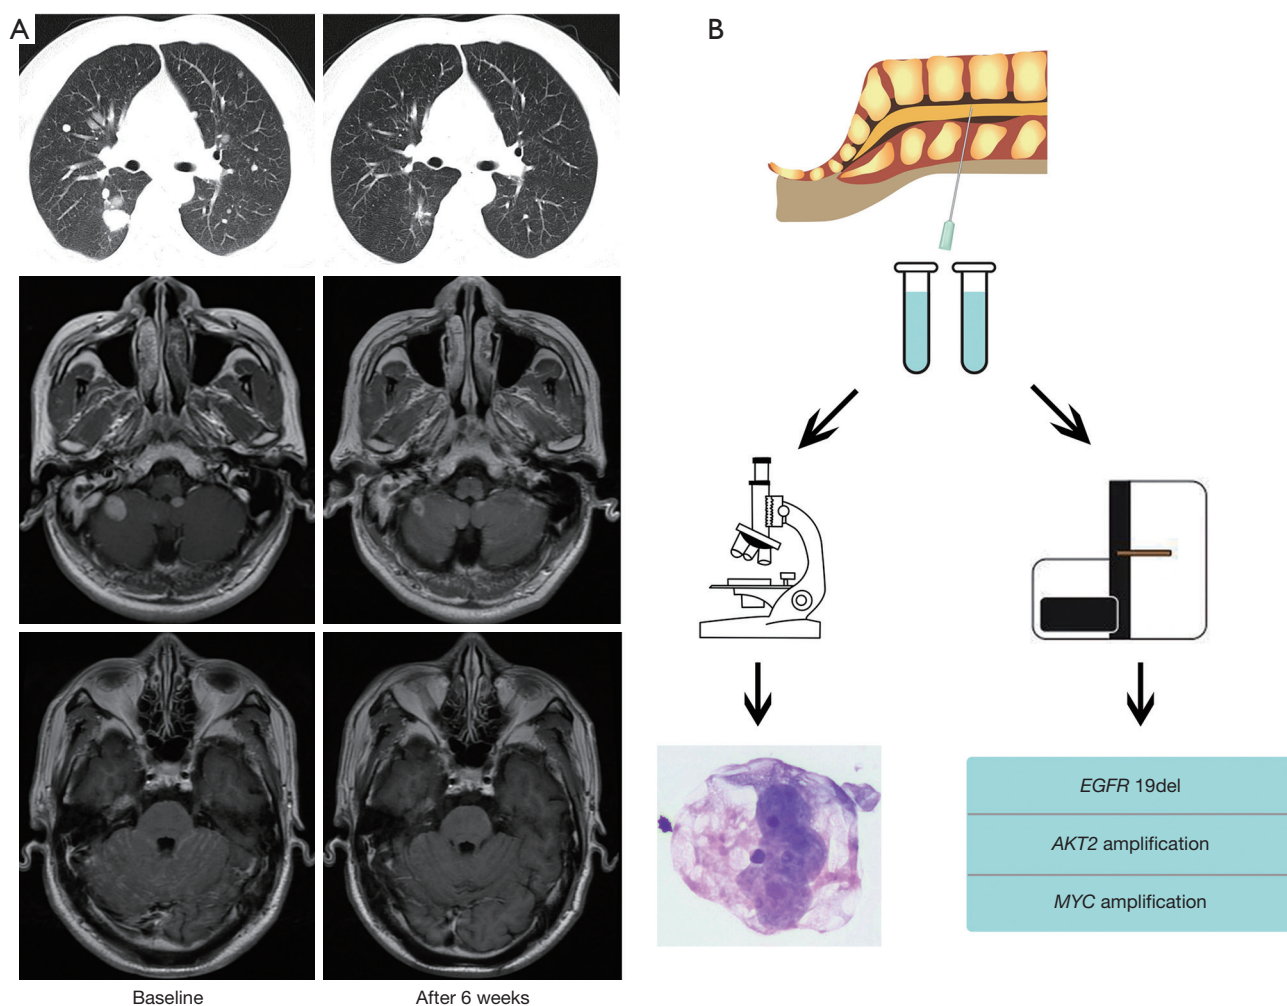 A
B
EGFR 19del
AKT2 amplification
MYC amplification
Baseline
After 6 weeks